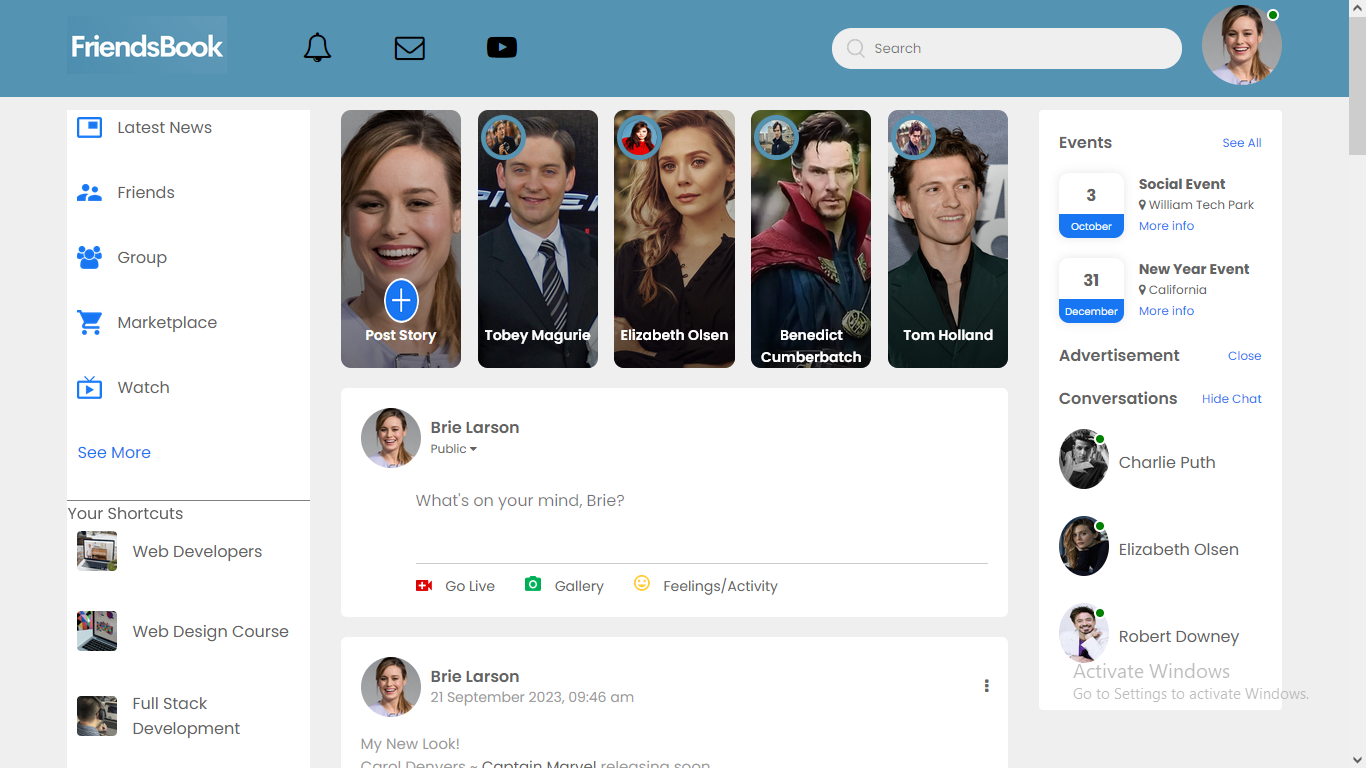 FriendsBook
Search
Latest News
Friends
Group
Marketplace
Watch
See More
Your Shortcuts
Web Developers
Web Design Course
Full Stack
Development
Post Story
Tobey Magurie
Elizabeth Olsen
Benedict
Cumberbatch
Tom Holland
Brie Larson
Public
What's on your mind, Brie?
Go Live
Gallery
Feelings/Activity
Brie Larson
21 September 2023, 09:46 am
My New Look!
Carol Denvers ~ Captain Marvel releasing soon
Events
See All
3
October
Social Event
William Tech Park
More info
31
December
New Year Event
California
More info
Advertisement
Close
Conversations
Hide Chat
Charlie Puth
Elizabeth Olsen
Robert Downey
Activate Windows
Go to Settings to activate Windows.